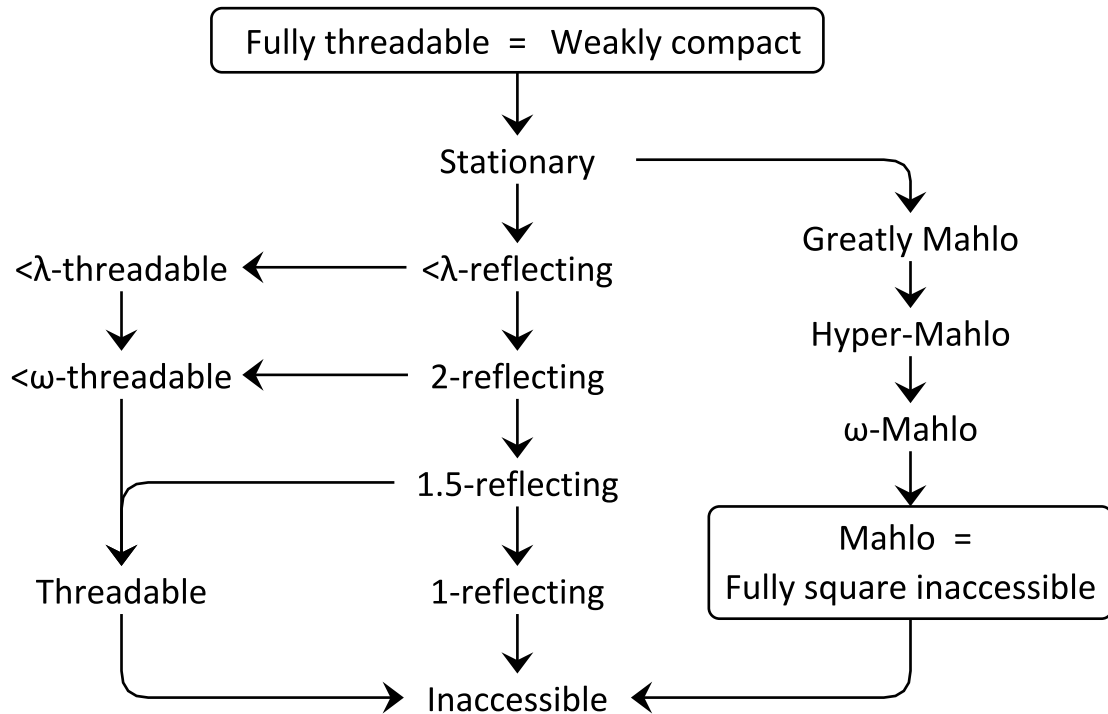 Fully threadable = Weakly compact
Stationary
Greatly Mahlo
<λ-threadable
<λ-reflecting
Hyper-Mahlo
<ω-threadable
2-reflecting
ω-Mahlo
1.5-reflecting
Mahlo =
Fully square inaccessible
Threadable
1-reflecting
Inaccessible